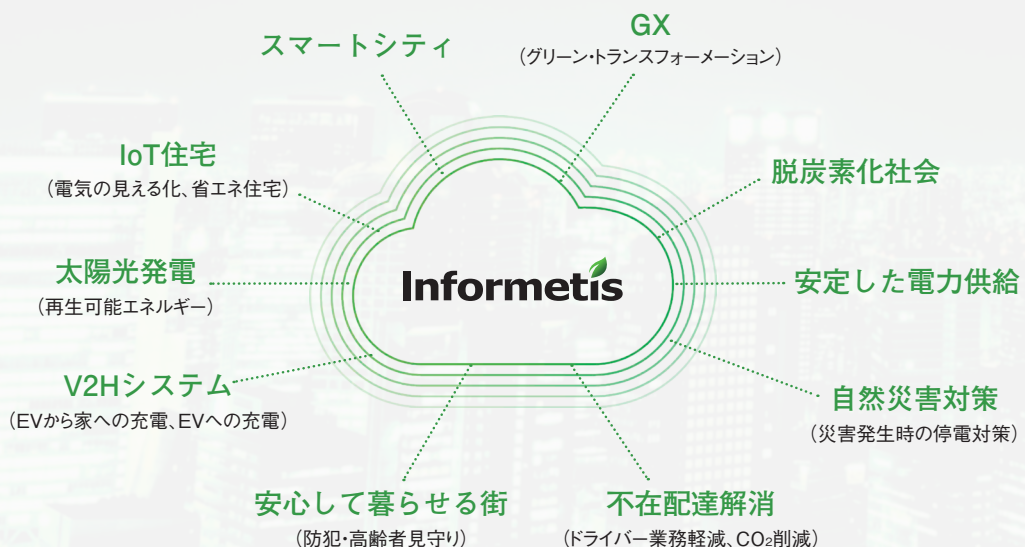 スマートシティ
GX
（グリーン・トランスフォーメーション）
IoT住宅
（電気の見える化、省エネ住宅）
脱炭素化社会
太陽光発電
（再生可能エネルギー）
Informetis
安定した電力供給
V2Hシステム
（EVから家への充電、EVへの充電）
自然災害対策
（災害発生時の停電対策）
安心して暮らせる街
（防犯・高齢者見守り）
不在配達解消
（ドライバー業務軽減、CO₂削減）